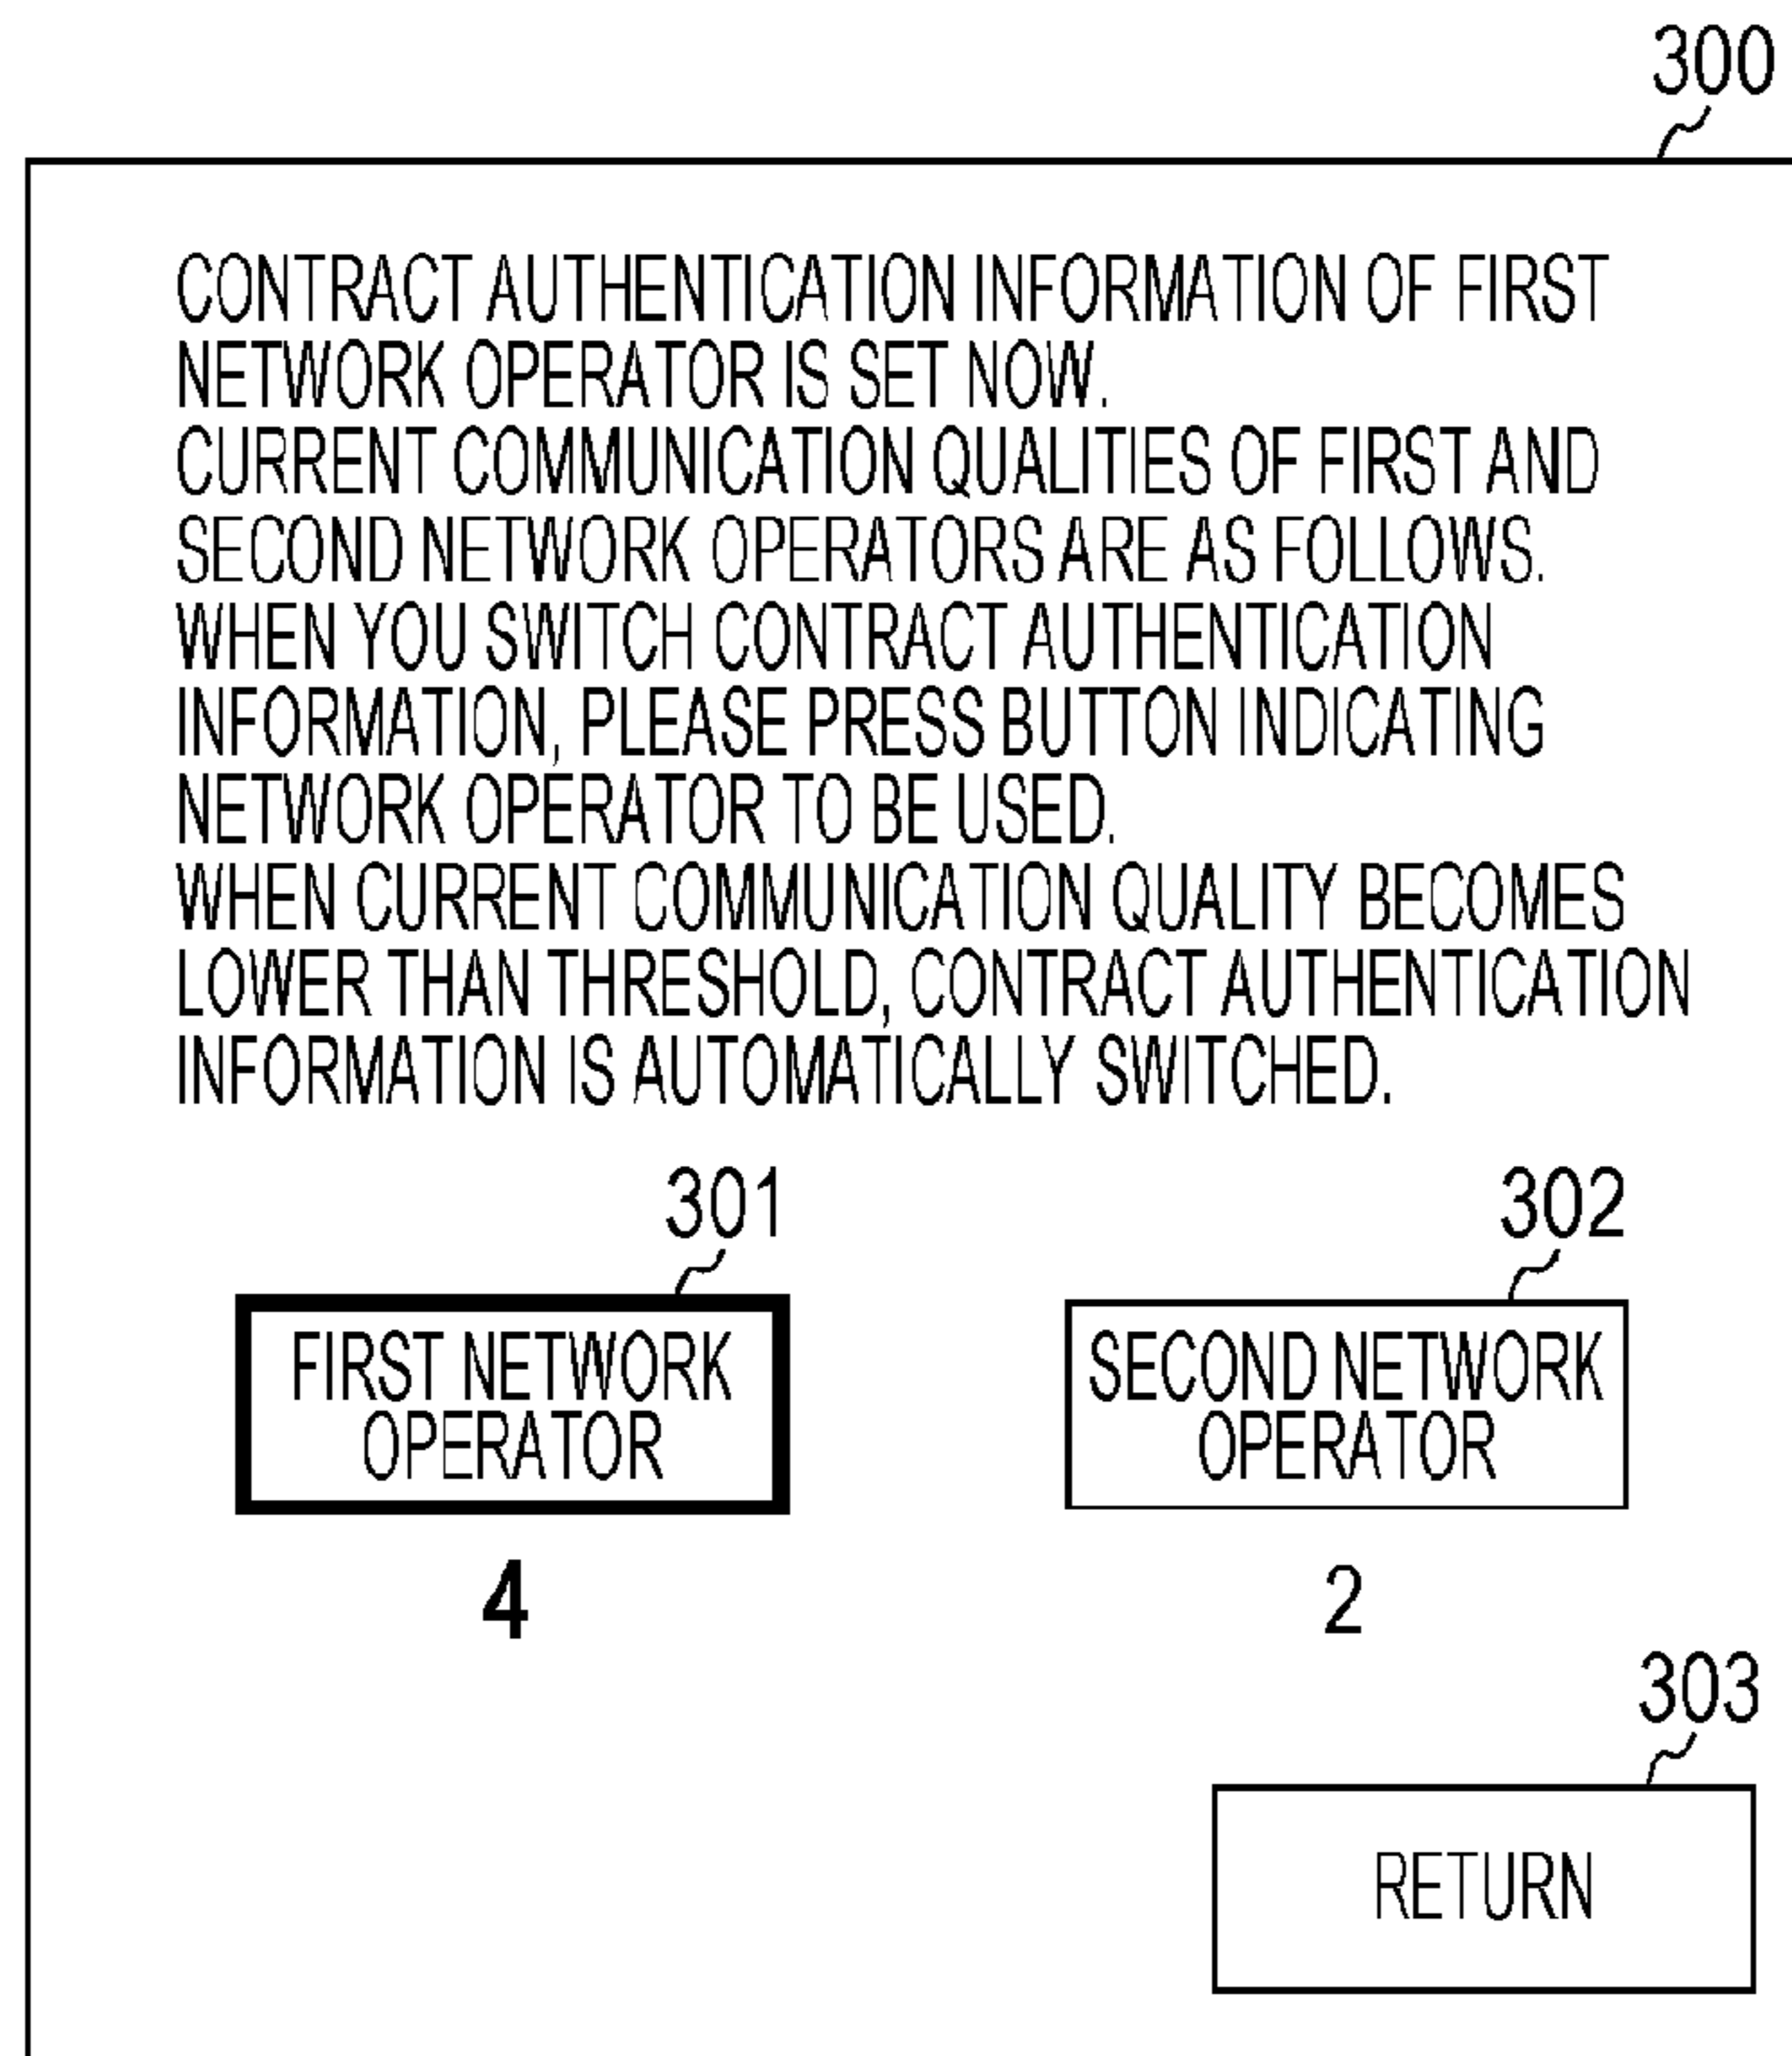 300
CONTRACT AUTHENTICATION INFORMATION OF FIRST
NETWORK OPERATOR IS SET NOW.
CURRENT COMMUNICATION QUALITIES OF FIRST AND
SECOND NETWORK OPERATORS ARE AS FOLLOWS.
WHEN YOU SWITCH CONTRACT AUTHENTICATION
INFORMATION, PLEASE PRESS BUTTON INDICATING
NETWORK OPERATOR TO BE USED.
WHEN CURRENT COMMUNICATION QUALITY BECOMES
LOWER THAN THRESHOLD, CONTRACT AUTHENTICATION
INFORMATION IS AUTOMATICALLY SWITCHED.
301
FIRST NETWORK
OPERATOR
4
302
SECOND NETWORK
OPERATOR
2
303
RETURN